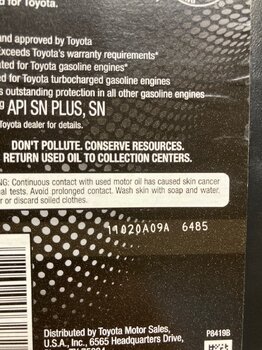 ed for Toyota.
and approved by Toyota
Exceeds Toyota's warranty requirements*
ted for Toyota gasoline engines*
d for Toyota turbocharged gasoline engines
s outstanding protection in all other gasoline engines
ng API SN PLUS, SN
Toyota dealer for details.
DON'T POLLUTE. CONSERVE RESOURCES.
RETURN USED OIL TO COLLECTION CENTERS.
NG: Continuous contact with used motor oil has caused skin cancer
mal tests. Avoid prolonged contact. Wash skin with soap and water.
r or discard soiled clothes.
11020A09A 6485
Distributed by Toyota Motor Sales,
U.S.A., Inc., 6565 Headquarters Drive,
P8419B